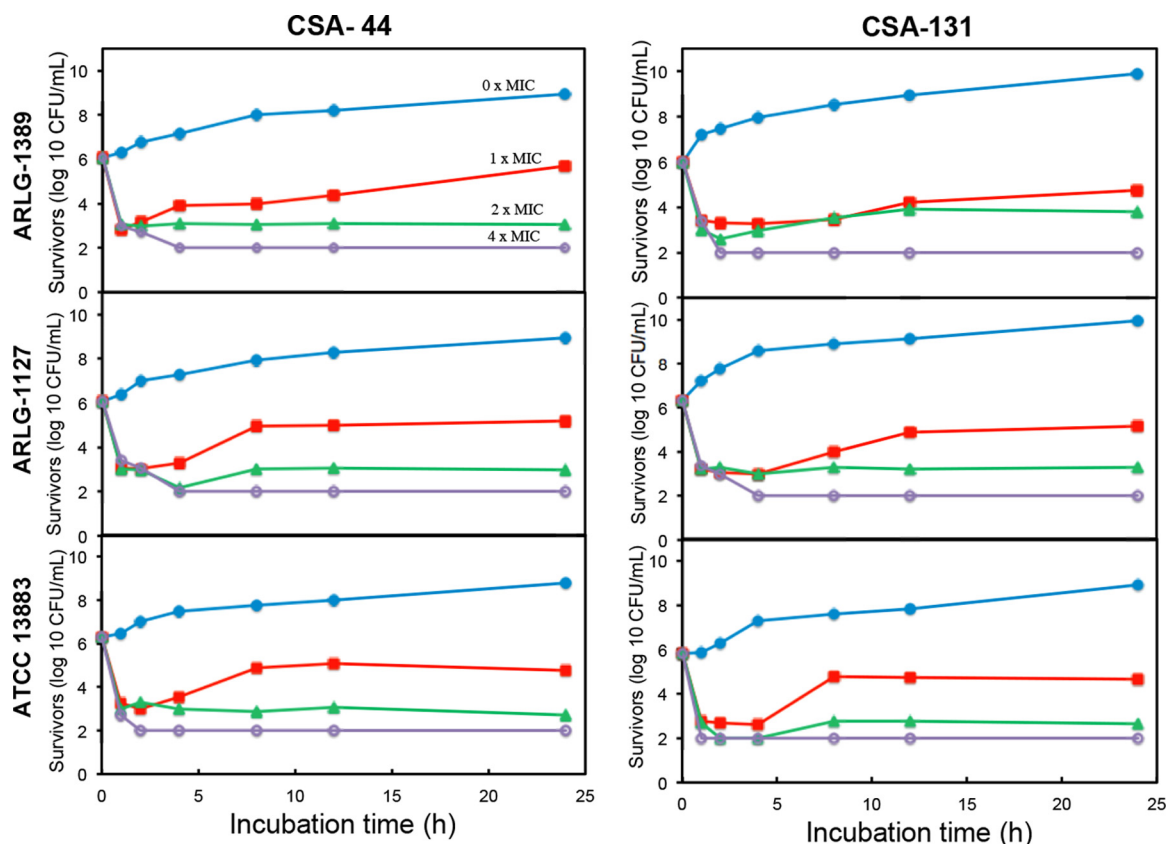 CSA- 44
CSA-131
ARLG-1389
Survivors (log 10 CFU/mL)
10
8
6
4
2
0
0 x MIC
1 x MIC
2 x MIC
4 x MIC
Survivors (log 10 CFU/mL)
10
8
6
4
2
0
ARLG-1127
Survivors (log 10 CFU/mL)
10
8
6
4
2
0
Survivors (log 10 CFU/mL)
10
8
6
4
2
0
ATCC 13883
Survivors (log 10 CFU/mL)
10
8
6
4
2
0
Survivors (log 10 CFU/mL)
10
8
6
4
2
0
0 5 10 15 20 25
0 5 10 15 20 25
Incubation time (h)
Incubation time (h)